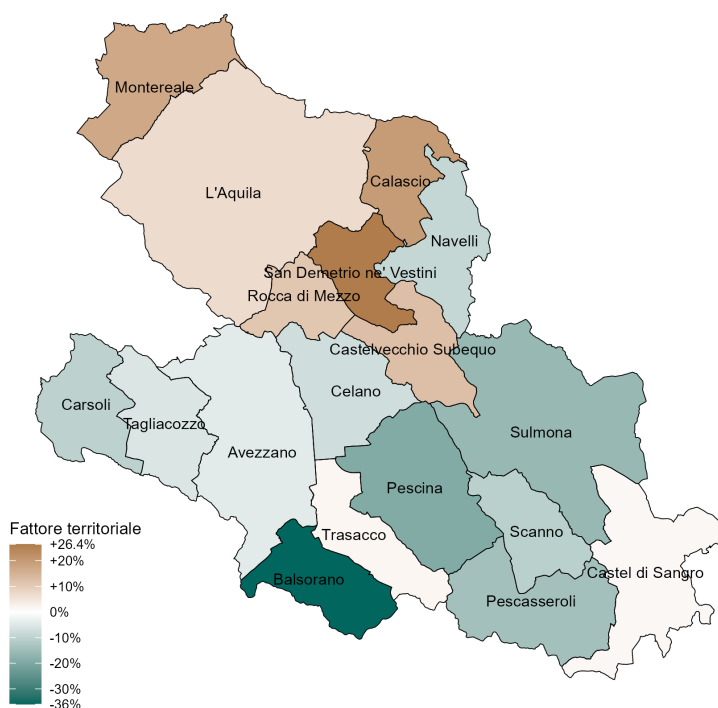 Montereale
Calascio
L'Aquila
Navelli
San Demetrio ne' Vestini
Rocca di Mezzo
Castelvecchio Subequo
Celano
Carsoli
Tagliacozzo
Sulmona
Avezzano
Pescina
Scanno
Trasacco
Castel di Sangro
Balsorano
Pescasseroli
Fattore territoriale
+26.4%
+20%
+10%
0%
-10%
-20%
-30%
-36%